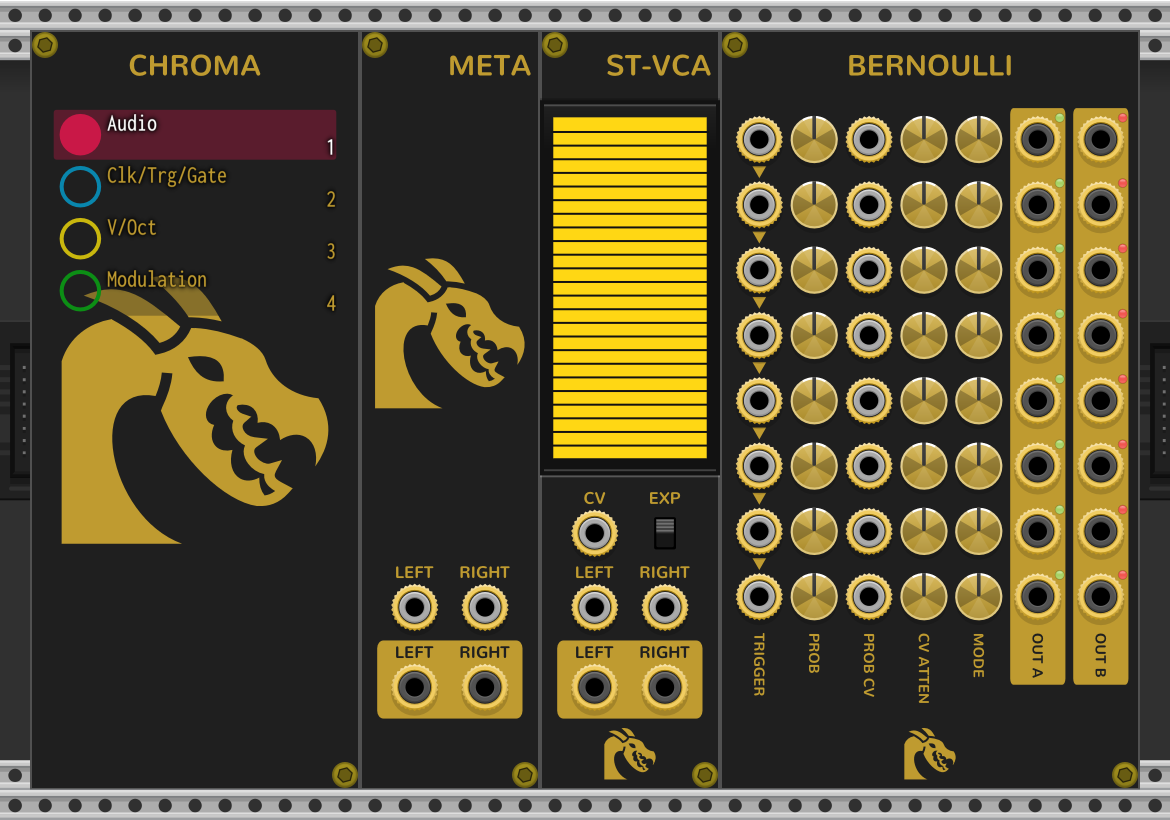 CHROMA
Audio
1
Clk/Trg/Gate
2
V/Oct
3
Modulation
4
META
LEFT RIGHT
LEFT RIGHT
ST-VCA
CV EXP
LEFT RIGHT
LEFT RIGHT
BERNOULLI
TRIGGER
PROB
PROB CV
CV ATTEN
MODE
OUT A
OUT B